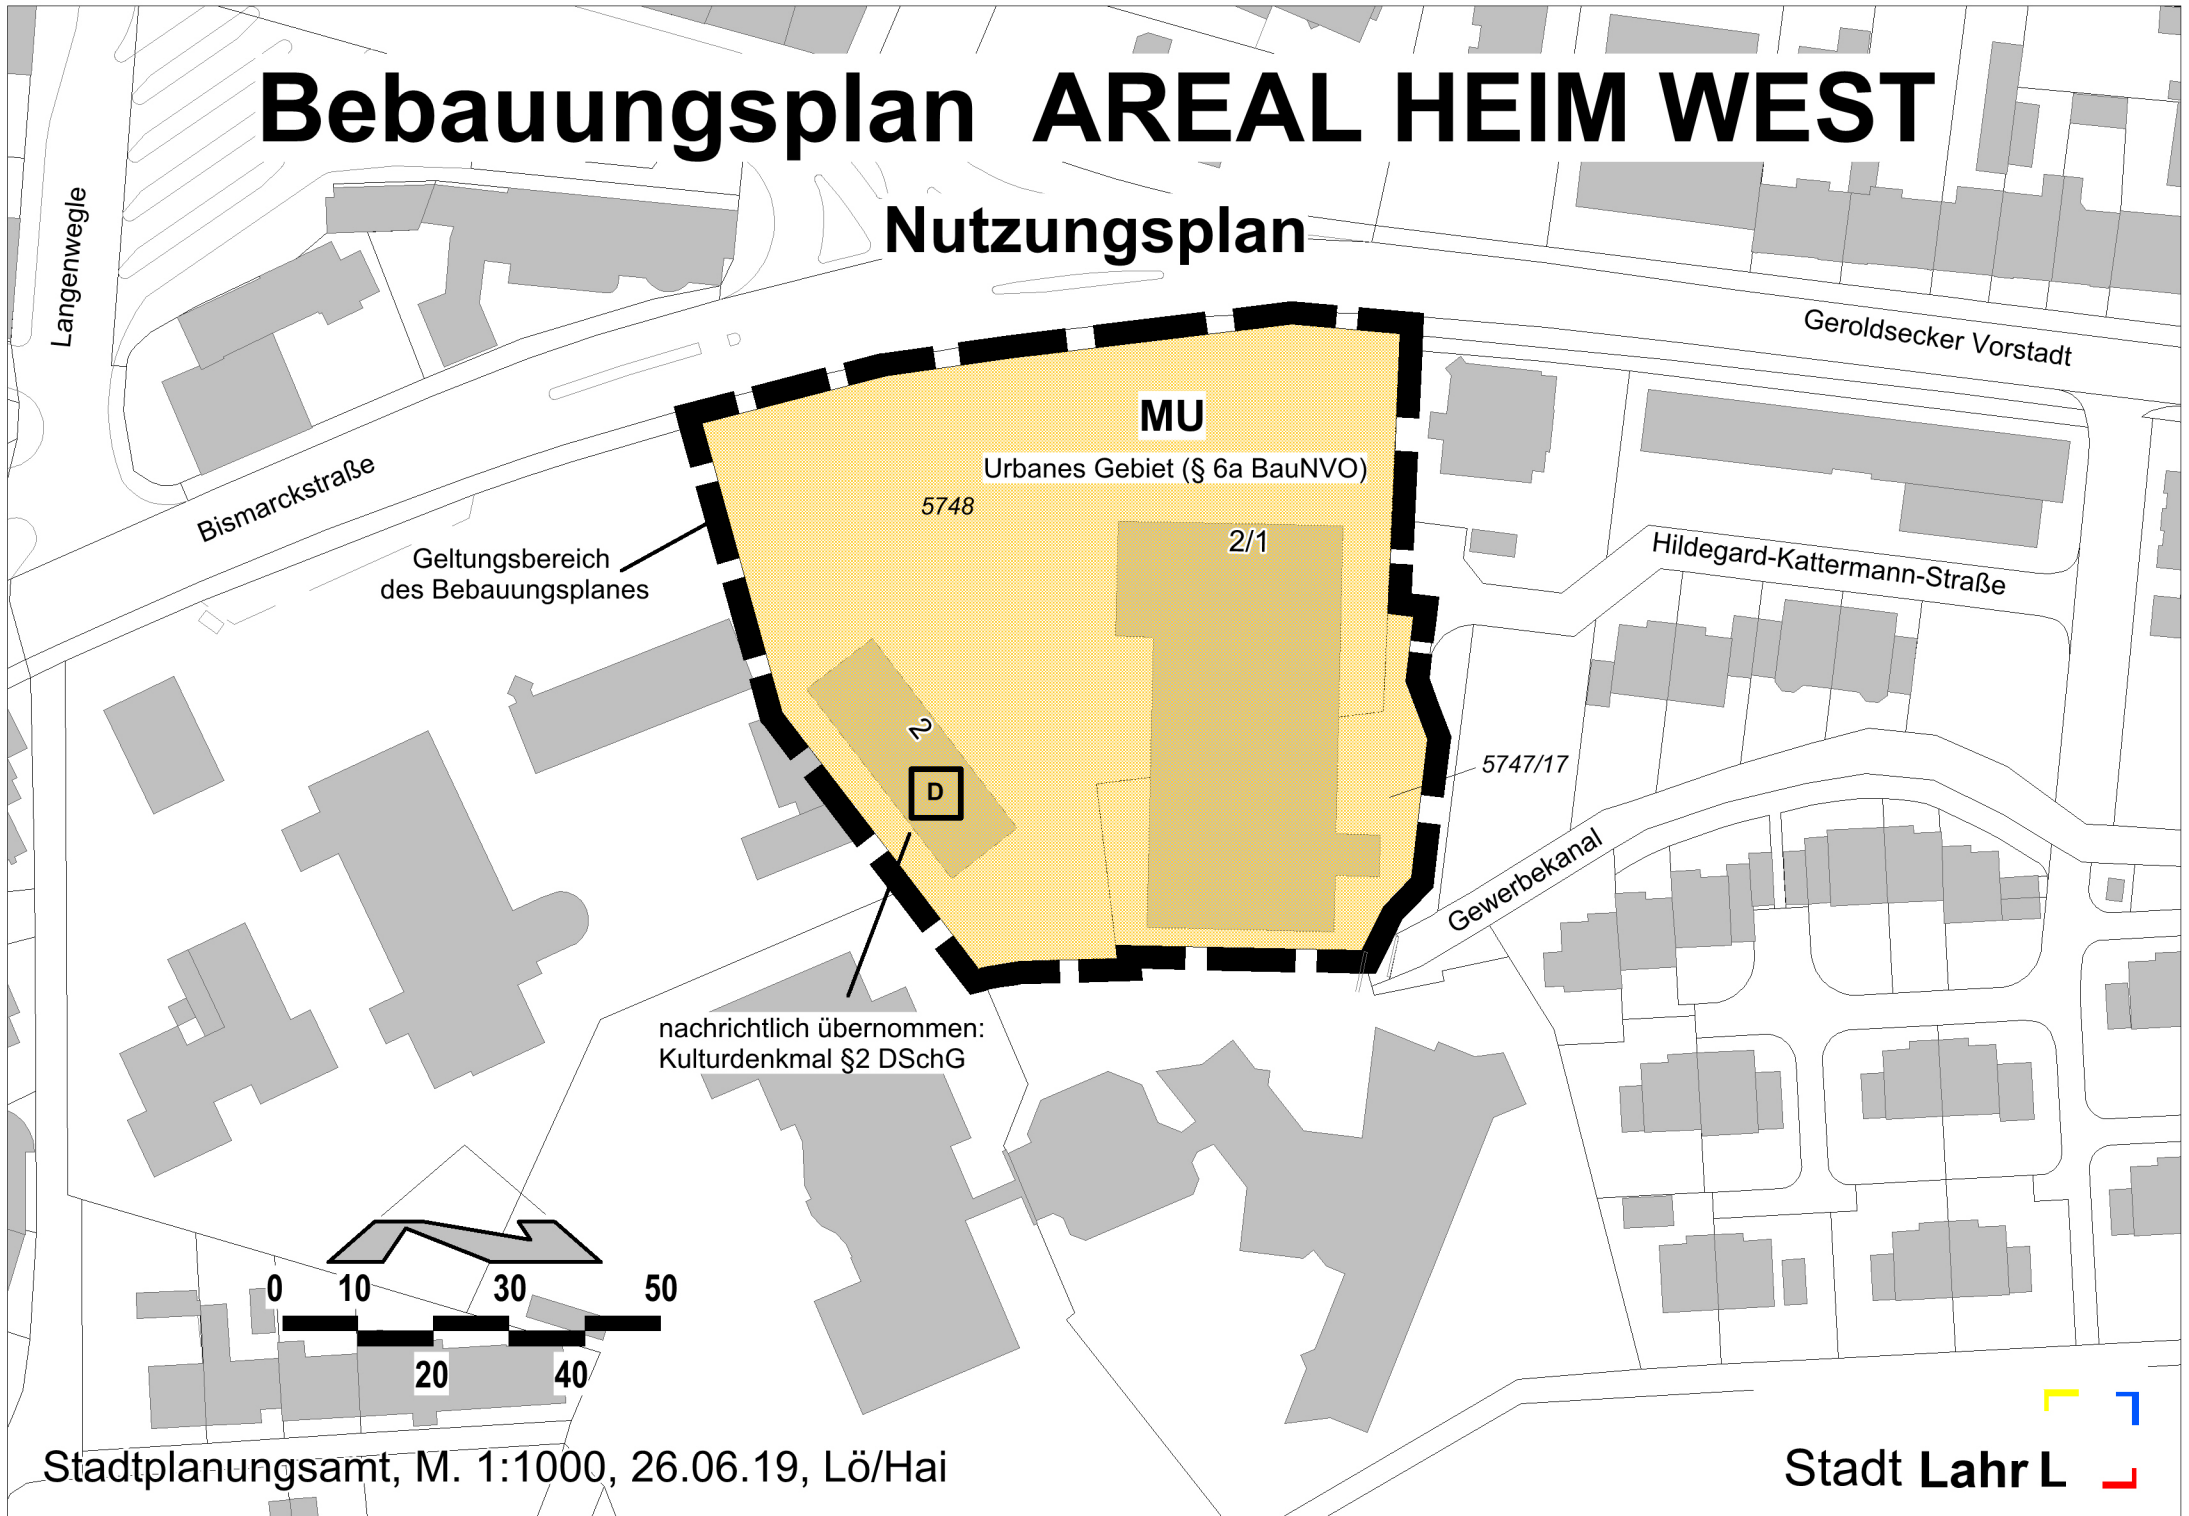 Bebauungsplan AREAL HEIM WEST
Nutzungsplan
Langenwegle
Geroldsecker Vorstadt
MU
Urbanes Gebiet (§ 6a BauNVO)
Bismarckstraße
5748
2/1
Geltungsbereich
des Bebauungsplanes
Hildegard-Kattermann-Straße
2
D
5747/17
Gewerbekanal
nachrichtlich übernommen:
Kulturdenkmal §2 DSchG
0 10 30 50
20 40
Stadtplanungsamt, M. 1:1000, 26.06.19, Lö/Hai
Stadt Lahr L